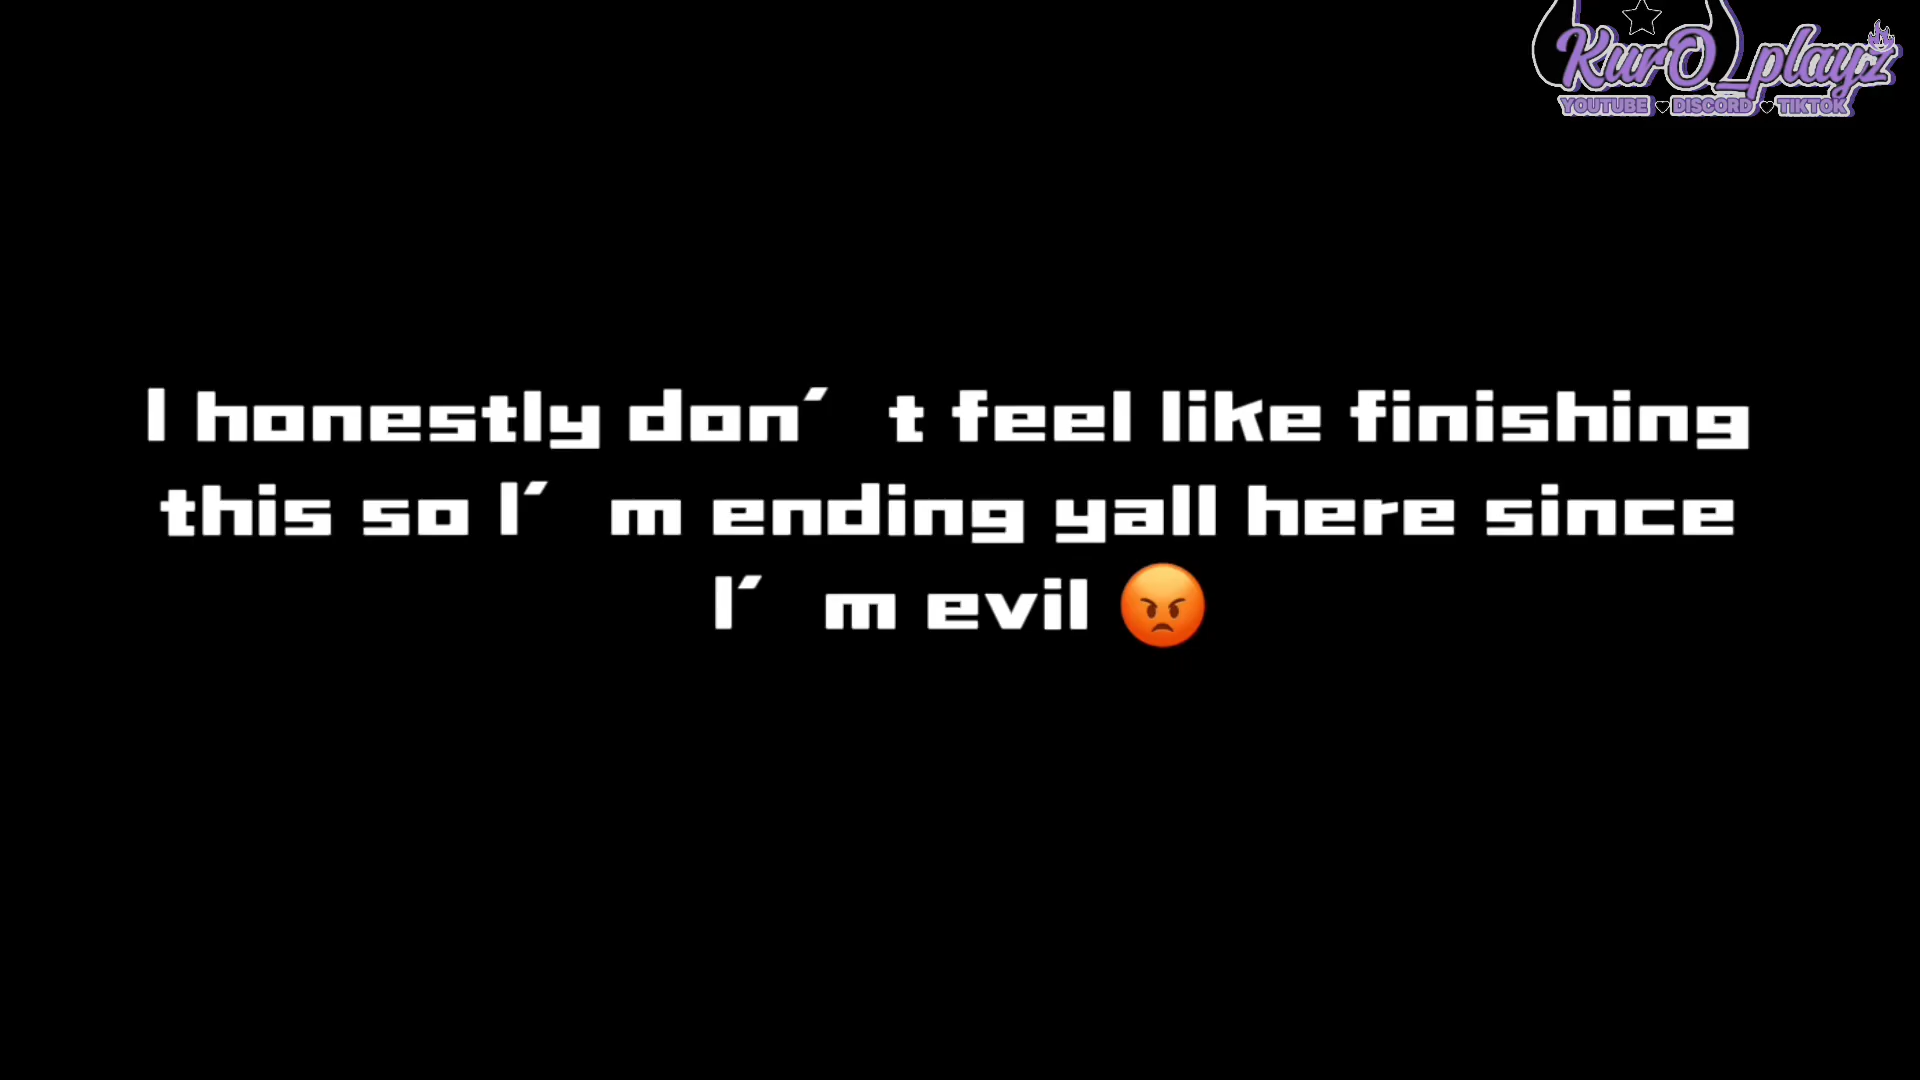 KurO_playz
YOUTUBE ♡ DISCORD ♡ TIKTOK
I honestly don’t feel like finishing
this so I’m ending yall here since
I’m evil 😡